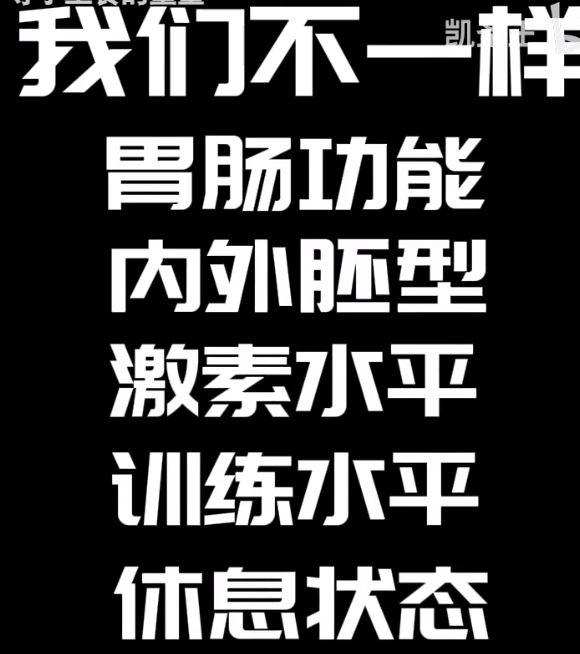 我们不一样
胃肠功能
内外胚型
激素水平
训练水平
休息状态